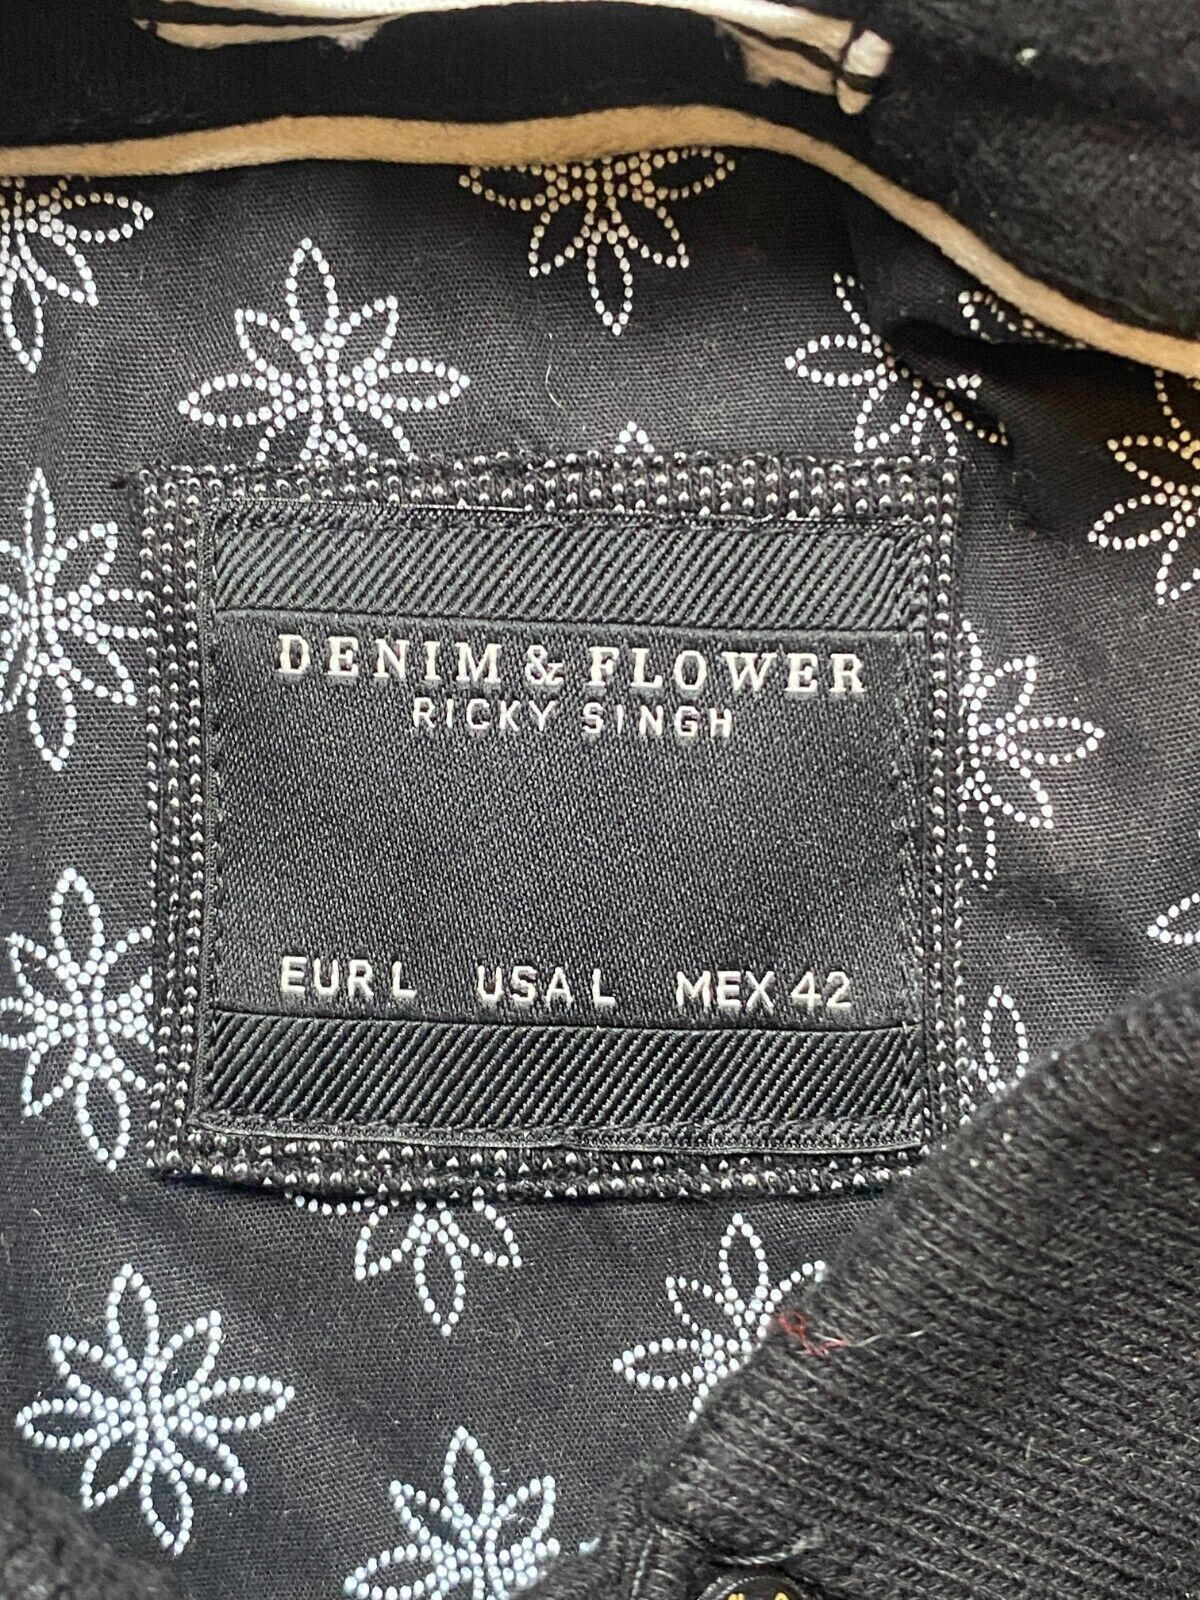 DENIM & FLOWER
RICKY SINGH
EUR L USA L MEX 42